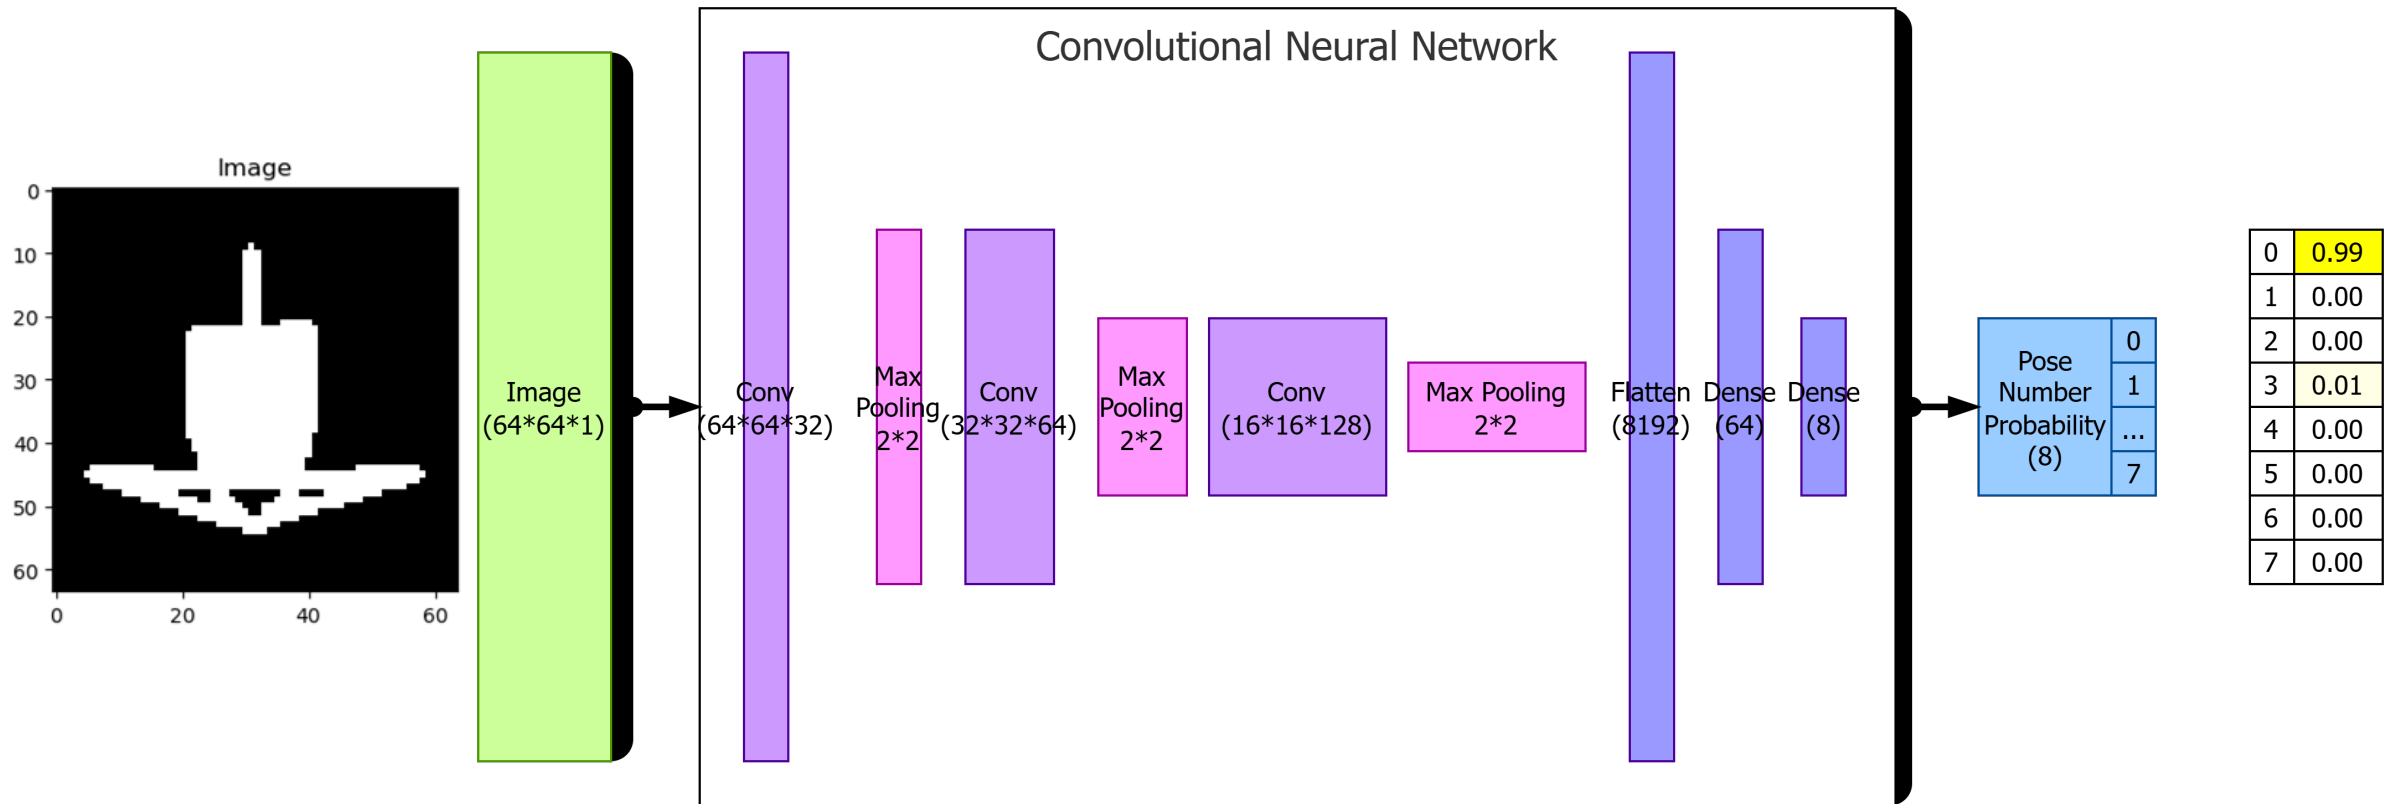 Convolutional Neural Network
Image
0
10
20
30
40
50
60
0
20
40
60
Image
(64*64*1)
Conv
(64*64*32)
Max
Pooling
2*2
Conv
(32*32*64)
Max
Pooling
2*2
Conv
(16*16*128)
Max Pooling
2*2
Flatten
(8192)
Dense
(64)
Dense
(8)
Pose
Number
Probability
(8)
0
1
...
7
0 0.99
1 0.00
2 0.00
3 0.01
4 0.00
5 0.00
6 0.00
7 0.00